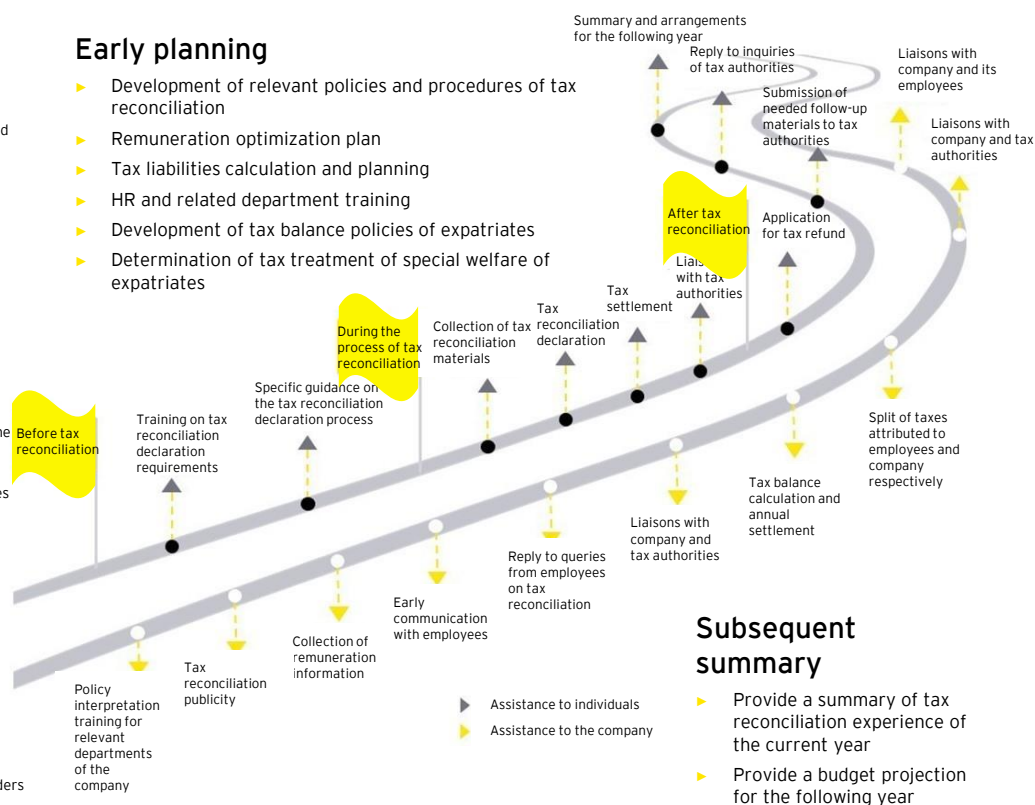 Early planning
► Development of relevant policies and procedures of tax
reconciliation
► Remuneration optimization plan
► Tax liabilities calculation and planning
► HR and related department training
► Development of tax balance policies of expatriates
► Determination of tax treatment of special welfare of
expatriates
Summary and arrangements
for the following year
Reply to inquiries
of tax authorities
Submission of
needed follow-up
materials to tax
authorities
Liaisons with
company and its
employees
Liaisons with
company and tax
authorities
After tax
reconciliation
Application
for tax refund
with tax
authorities
Tax
settlement
Tax
reconciliation
declaration
Collection of tax
reconciliation
materials
During the
process of tax
reconciliation
Specific guidance on
the tax reconciliation
declaration process
Training on tax
reconciliation
declaration
requirements
Before tax
reconciliation
Split of taxes
attributed to
employees and
company
respectively
Tax balance
calculation and
annual
settlement
Liaisons with
company and
tax authorities
Reply to queries
from employees
on tax
reconciliation
Early
communication
with employees
Collection of
remuneration
information
Tax
reconciliation
publicity
Policy
interpretation
training for
relevant
departments
of the
company
Assistance to individuals
Assistance to the company
Subsequent
summary
► Provide a summary of tax
reconciliation experience of
the current year
► Provide a budget projection
for the following year